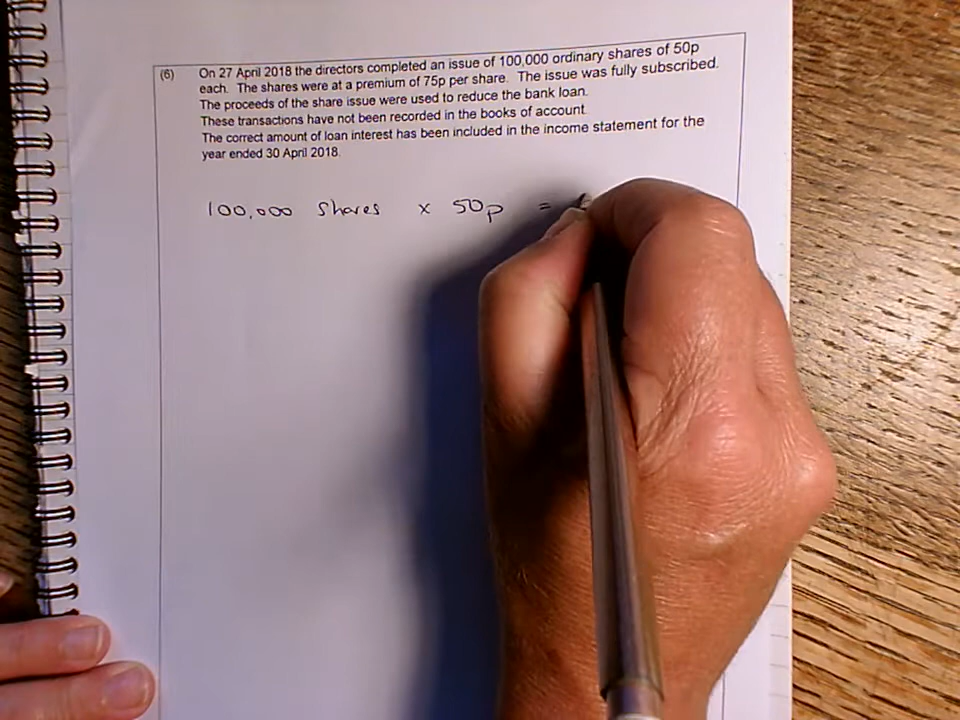 (6) On 27 April 2018 the directors completed an issue of 100,000 ordinary shares of 50p
each. The shares were at a premium of 75p per share. The issue was fully subscribed.
The proceeds of the share issue were used to reduce the bank loan.
These transactions have not been recorded in the books of account.
The correct amount of loan interest has been included in the income statement for the
year ended 30 April 2018.
100,000 shares x 50p =